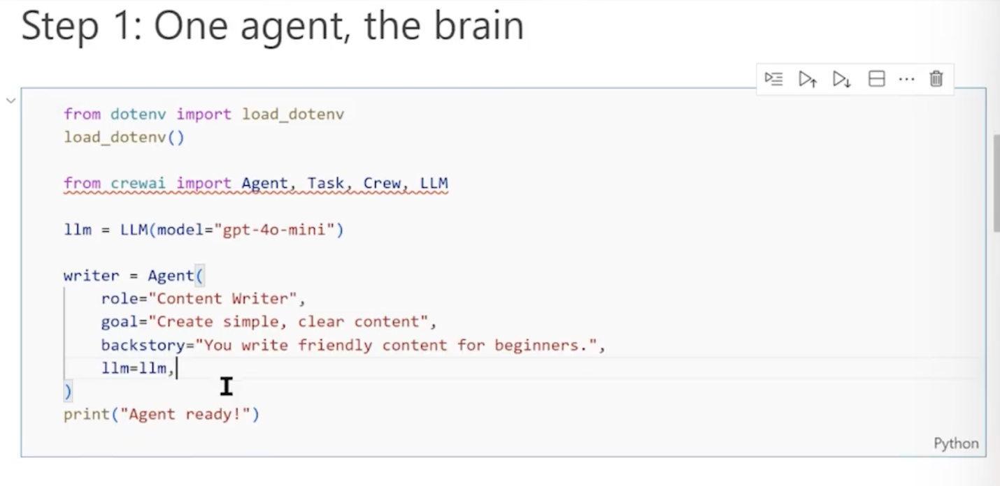 Step 1: One agent, the brain
from dotenv import load_dotenv
load_dotenv()
from crewai import Agent, Task, Crew, LLM
llm = LLM(model="gpt-4o-mini")
writer = Agent(
    role="Content Writer",
    goal="Create simple, clear content",
    backstory="You write friendly content for beginners.",
    llm=llm,
)
print("Agent ready!")
Python